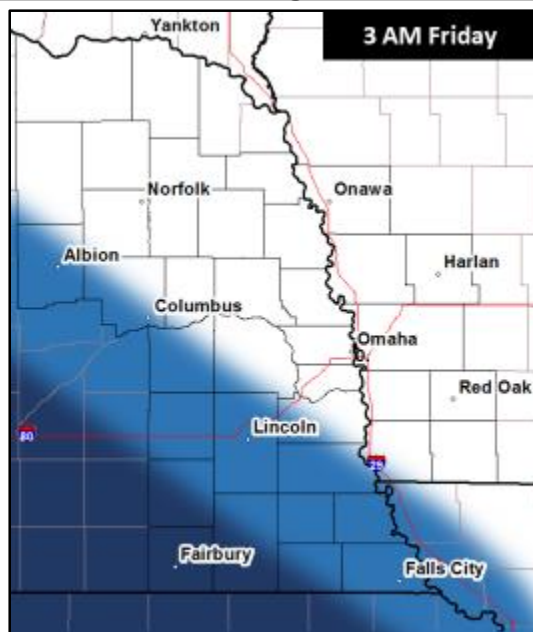 Yankton
3 AM Friday
Norfolk
Onawa
Albion
Harlan
Columbus
Omaha
Red Oak
Lincoln
80
29
Fairbury
Falls City